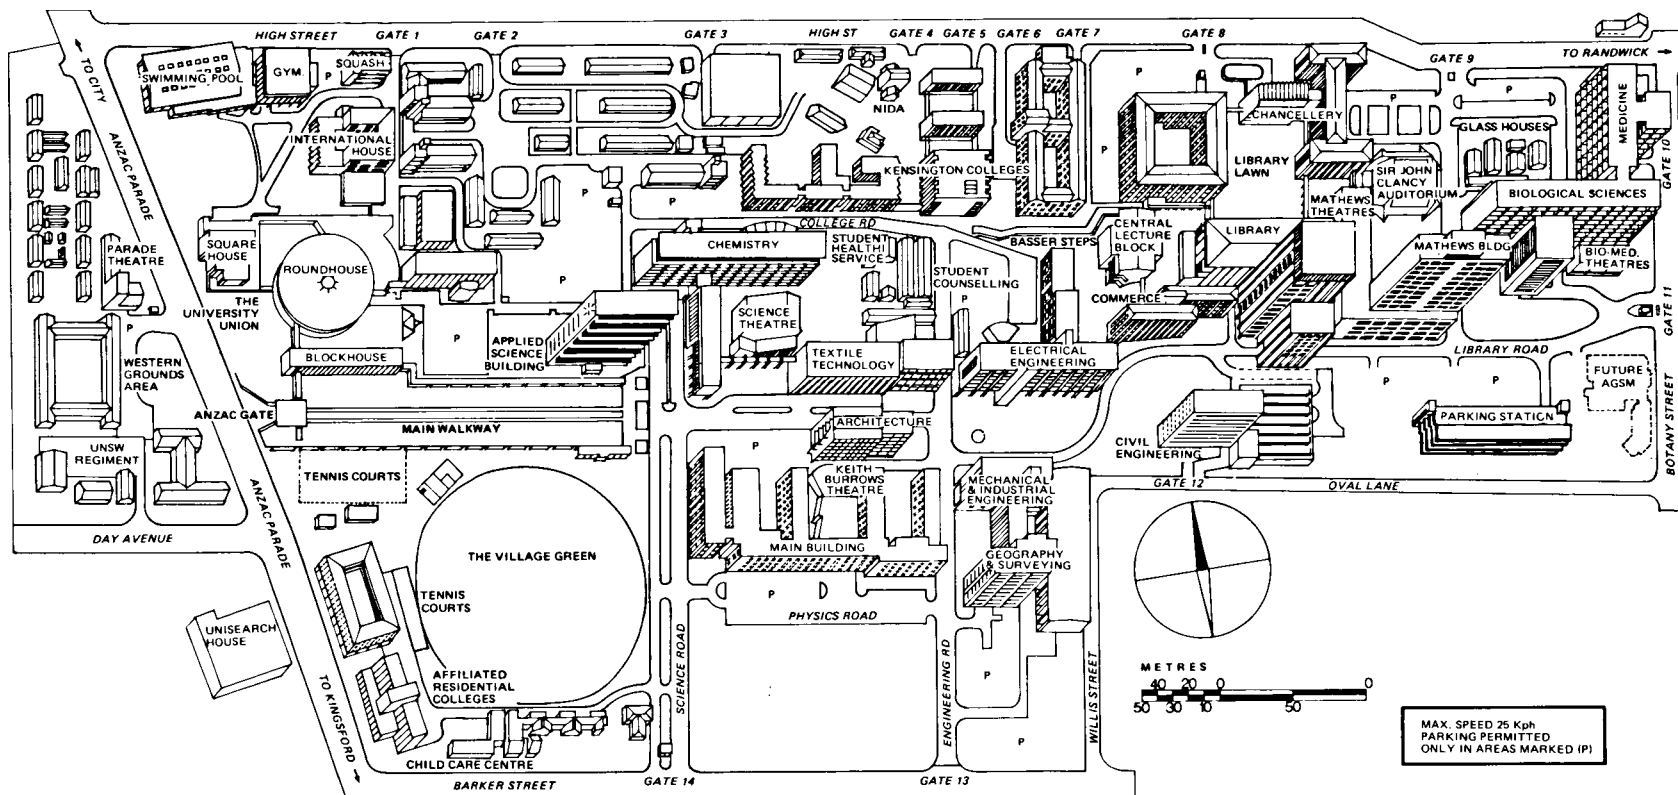 HIGH STREET
GATE 1
GATE 2
GATE 3
HIGH ST
GATE 4
GATE 5
GATE 6
GATE 7
GATE 8
GATE 9
TO RANDWICK →
← TO CITY
ANZAC PARADE
SWIMMING POOL
GYM.
P
SQUASH
NIDA
P
P
CHANCELLERY
P
GLASS HOUSES
MEDICINE
GATE 10
INTERNATIONAL
HOUSE
KENSINGTON COLLEGES
P
P
P
LIBRARY
LAWN
SIR JOHN
CLANCY
AUDITORIUM
MATHEWS
THEATRES
BIOLOGICAL SCIENCES
COLLEGE RD
PARADE
THEATRE
SQUARE
HOUSE
ROUNDHOUSE
CHEMISTRY
STUDENT
HEALTH
SERVICE
BASSER STEPS
CENTRAL
LECTURE
BLOCK
LIBRARY
MATHEWS BLDG
BIO-MED.
THEATRES
STUDENT
COUNSELLING
P
P
P
THE
UNIVERSITY
UNION
COMMERCE
GATE 11
P
P
SCIENCE
THEATRE
WESTERN
GROUNDS
AREA
BLOCKHOUSE
APPLIED
SCIENCE
BUILDING
TEXTILE
TECHNOLOGY
ELECTRICAL
ENGINEERING
LIBRARY ROAD
FUTURE
AGSM
P
P
BOTANY STREET
ANZAC GATE
MAIN WALKWAY
ARCHITECTURE
PARKING STATION
P
CIVIL
ENGINEERING
UNSW
REGIMENT
TENNIS COURTS
KEITH
BURROWS
THEATRE
MECHANICAL
& INDUSTRIAL
ENGINEERING
GATE 12
OVAL LANE
ANZAC PARADE
DAY AVENUE
THE VILLAGE GREEN
MAIN BUILDING
GEOGRAPHY
& SURVEYING
TENNIS
COURTS
P
PHYSICS ROAD
UNISEARCH
HOUSE
SCIENCE ROAD
ENGINEERING RD
WILLIS STREET
AFFILIATED
RESIDENTIAL
COLLEGES
P
METRES
40 20 0 0
50 30 10 50
TO KINGSFORD →
P
MAX. SPEED 25 Kph
PARKING PERMITTED
ONLY IN AREAS MARKED (P)
CHILD CARE CENTRE
BARKER STREET
GATE 14
GATE 13